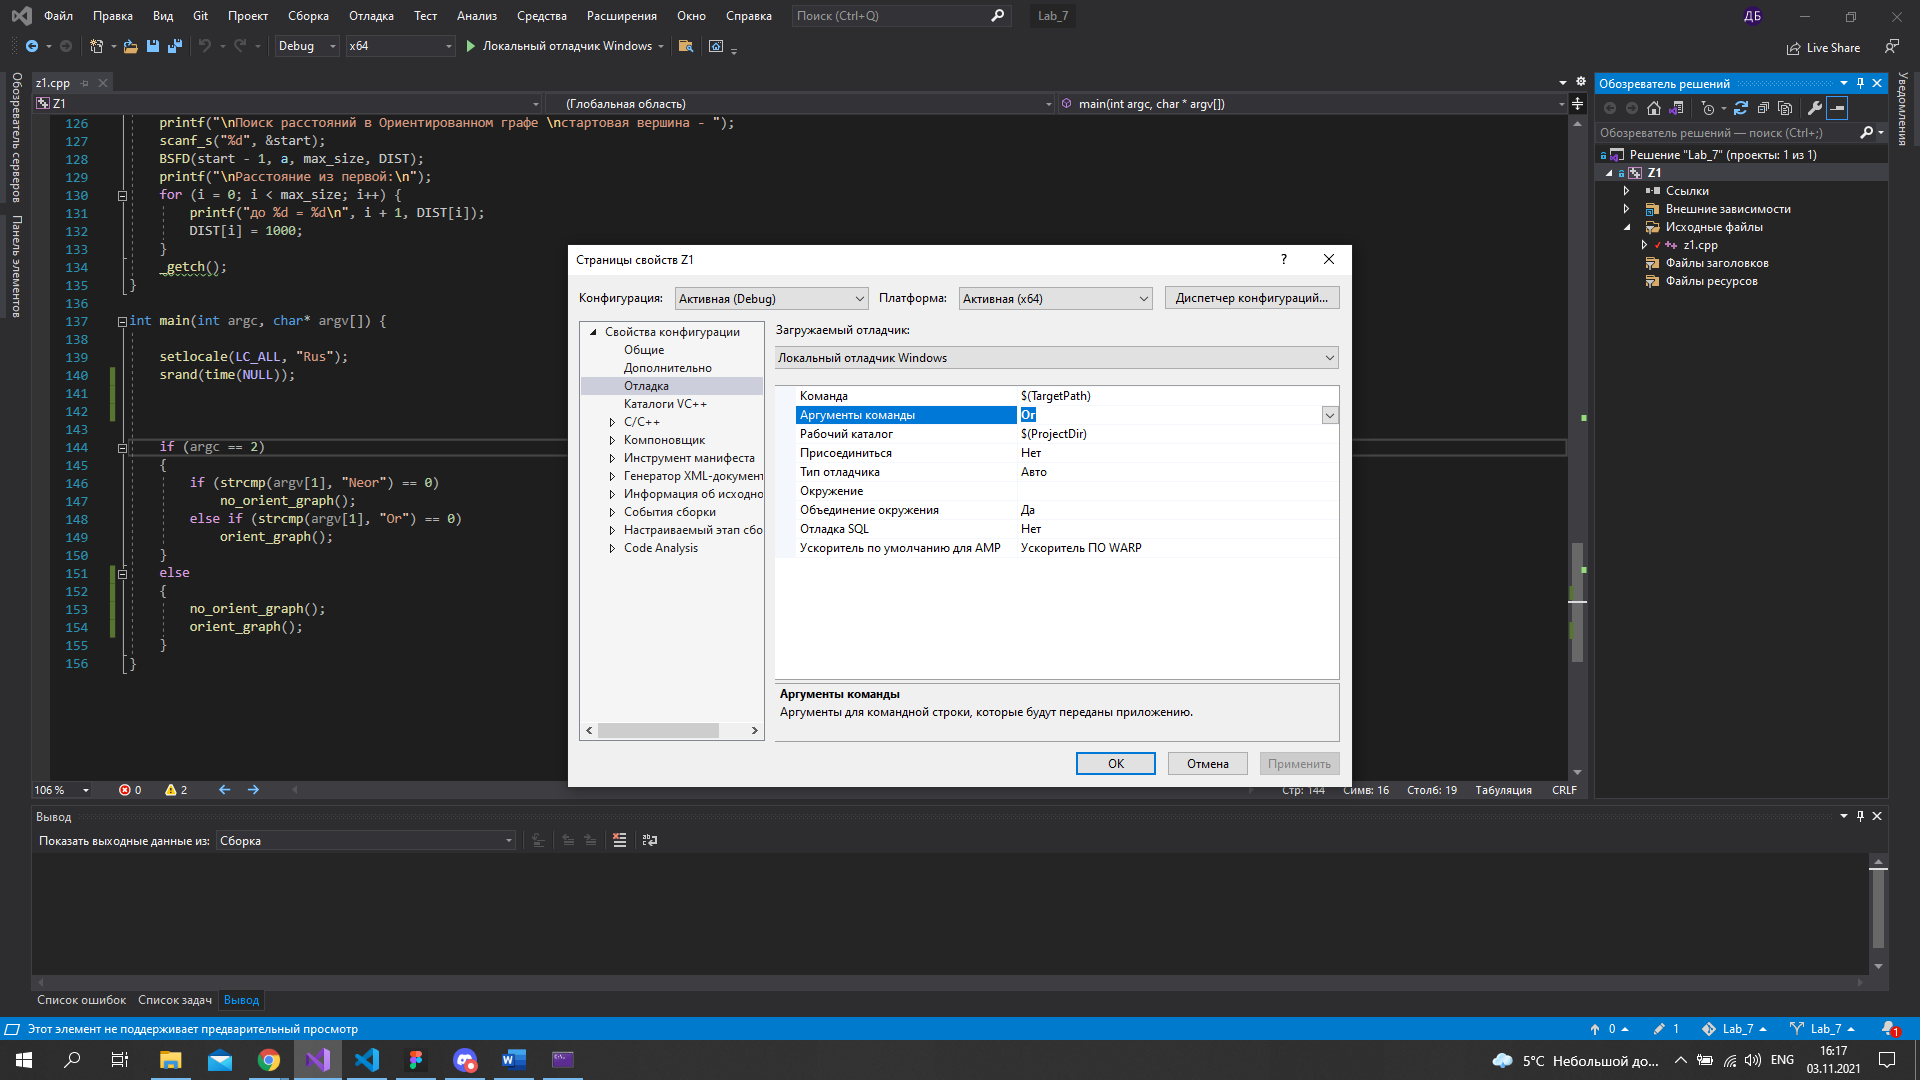 Файл Правка Вид Git Проект Сборка Отладка Тест Анализ Средства Расширения Окно Справка Поиск (Ctrl+Q) Lab_7 ДБ
Debug x64 Локальный отладчик Windows Live Share
Обозреватель серверов
Панель элементов
z1.cpp
Z1 (Глобальная область) main(int argc, char * argv[])
126 printf("\nПоиск расстояний в Ориентированном графе \nстартовая вершина - ");
127 scanf_s("%d", &start);
128 BSFD(start - 1, a, max_size, DIST);
129 printf("\nРасстояние из первой:\n");
130 for (i = 0; i < max_size; i++) {
131 printf("до %d = %d\n", i + 1, DIST[i]);
132 DIST[i] = 1000;
133 }
134 _getch();
135 }
136
137 int main(int argc, char* argv[]) {
138
139 setlocale(LC_ALL, "Rus");
140 srand(time(NULL));
141
142
143
144 if (argc == 2)
145 {
146 if (strcmp(argv[1], "Neor") == 0)
147 no_orient_graph();
148 else if (strcmp(argv[1], "Or") == 0)
149 orient_graph();
150 }
151 else
152 {
153 no_orient_graph();
154 orient_graph();
155 }
156 }
Страницы свойств Z1 ?
Конфигурация: Активная (Debug) Платформа: Активная (x64) Диспетчер конфигураций...
Свойства конфигурации
Общие
Дополнительно
Отладка
Каталоги VC++
C/C++
Компоновщик
Инструмент манифеста
Генератор XML-документ
Информация об исходно
События сборки
Настраиваемый этап сбо
Code Analysis
Загружаемый отладчик:
Локальный отладчик Windows
Команда $(TargetPath)
Аргументы команды Or
Рабочий каталог $(ProjectDir)
Присоединиться Нет
Тип отладчика Авто
Окружение
Объединение окружения Да
Отладка SQL Нет
Ускоритель по умолчанию для AMP Ускоритель ПО WARP
Аргументы команды
Аргументы для командной строки, которые будут переданы приложению.
ОК Отмена Применить
106 % 0 2 Стр: 144 Симв: 16 Столб: 19 Табуляция CRLF
Обозреватель решений
Обозреватель решений — поиск (Ctrl+;)
Решение "Lab_7" (проекты: 1 из 1)
Z1
Ссылки
Внешние зависимости
Исходные файлы
z1.cpp
Файлы заголовков
Файлы ресурсов
Уведомления
Вывод
Показать выходные данные из: Сборка
Список ошибок Список задач Вывод
Этот элемент не поддерживает предварительный просмотр 0 1 Lab_7 Lab_7 1
5°C Небольшой до... ENG 16:17
03.11.2021